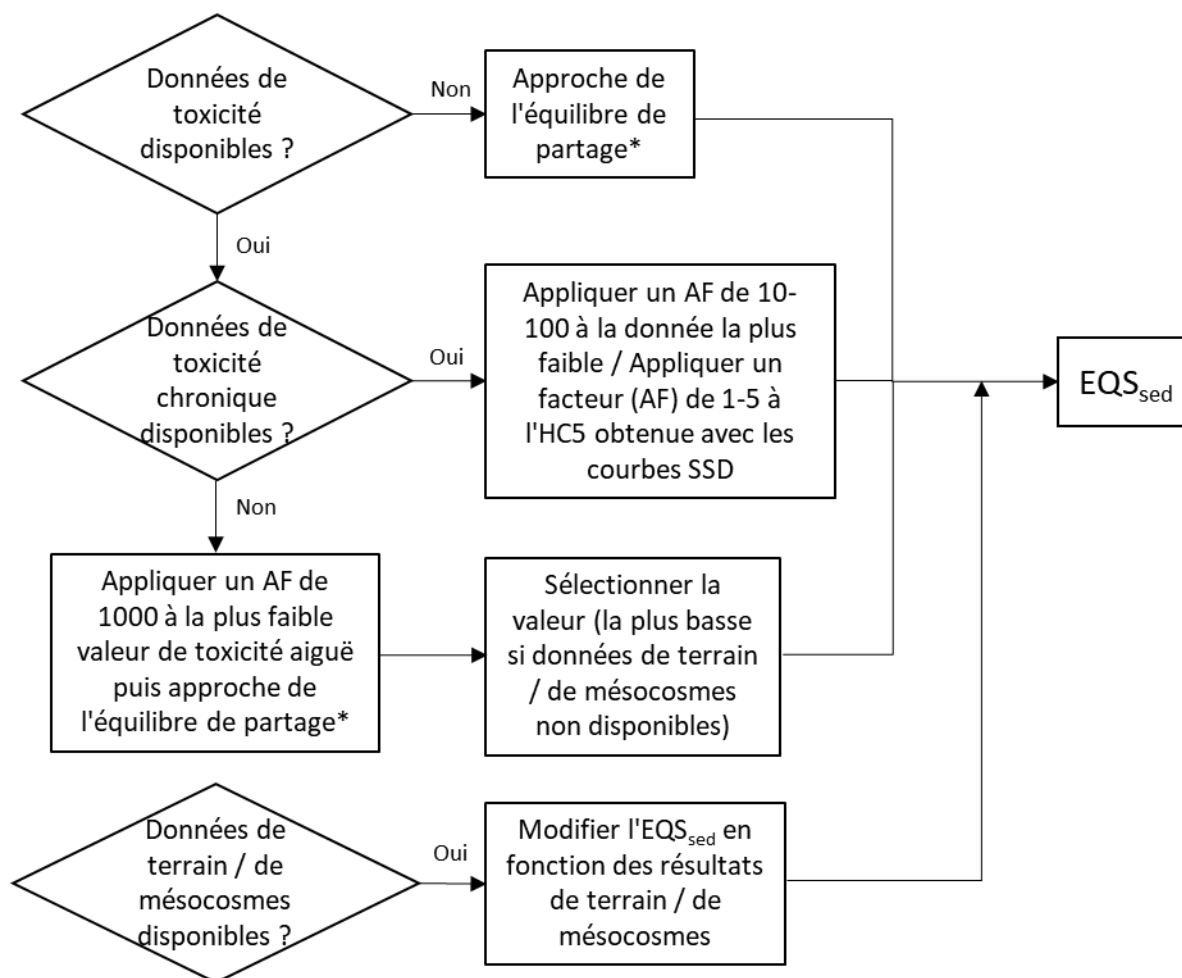 Données de
toxicité
disponibles ?
Non
Approche de
l'équilibre de
partage*
Oui
Données de
toxicité
chronique
disponibles ?
Oui
Appliquer un AF de 10-
100 à la donnée la plus
faible / Appliquer un
facteur (AF) de 1-5 à
l'HC5 obtenue avec les
courbes SSD
EQSsed
Non
Appliquer un AF de
1000 à la plus faible
valeur de toxicité aiguë
puis approche de
l'équilibre de partage*
Sélectionner la
valeur (la plus basse
si données de terrain
/ de mésocosmes
non disponibles)
Données de
terrain / de
mésocosmes
disponibles ?
Oui
Modifier l'EQSsed en
fonction des résultats
de terrain / de
mésocosmes